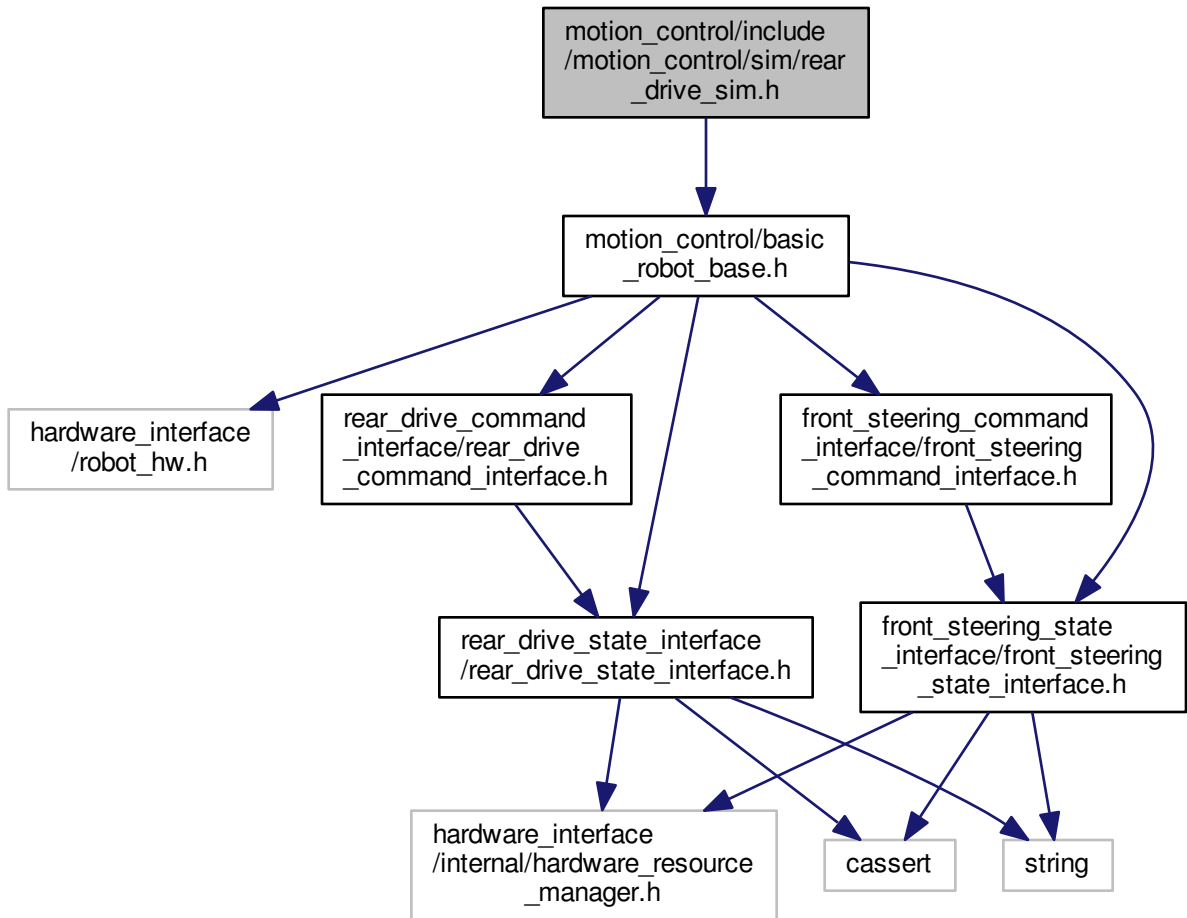 motion_control/include
/motion_control/sim/rear
_drive_sim.h
motion_control/basic
_robot_base.h
hardware_interface
/robot_hw.h
rear_drive_command
_interface/rear_drive
_command_interface.h
front_steering_command
_interface/front_steering
_command_interface.h
rear_drive_state_interface
/rear_drive_state_interface.h
front_steering_state
_interface/front_steering
_state_interface.h
hardware_interface
/internal/hardware_resource
_manager.h
cassert
string